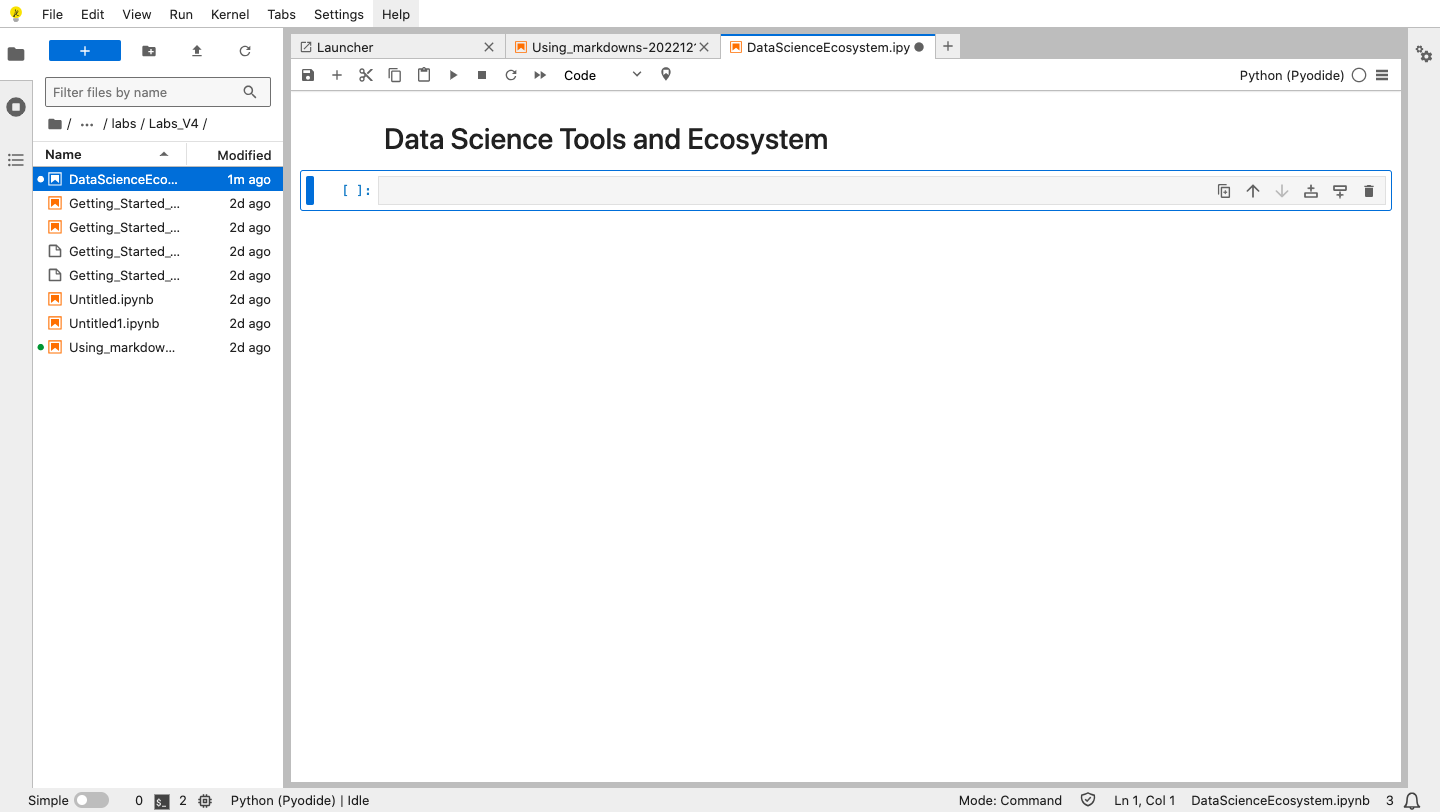 File Edit View Run Kernel Tabs Settings Help
Filter files by name
/ ... / labs / Labs_V4 /
Name Modified
DataScienceEco... 1m ago
Getting_Started_... 2d ago
Getting_Started_... 2d ago
Getting_Started_... 2d ago
Getting_Started_... 2d ago
Untitled.ipynb 2d ago
Untitled1.ipynb 2d ago
Using_markdow... 2d ago
Launcher Using_markdowns-2022121 DataScienceEcosystem.ipy
Code Python (Pyodide)
Data Science Tools and Ecosystem
[ ]:
Simple 0 $_ 2 Python (Pyodide) | Idle Mode: Command Ln 1, Col 1 DataScienceEcosystem.ipynb 3